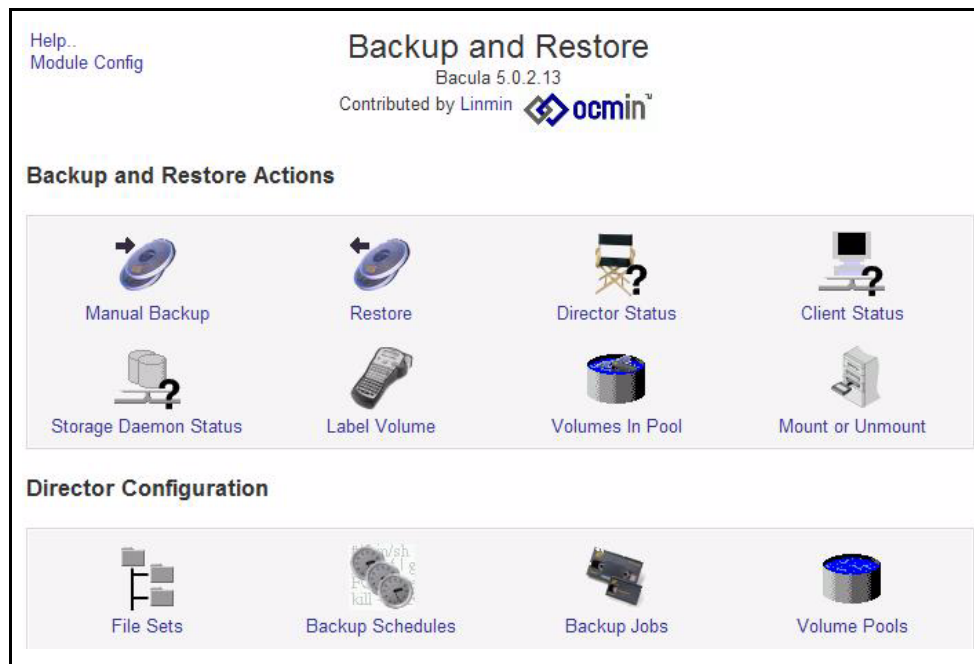 Help..
Module Config
Backup and Restore
Bacula 5.0.2.13
Contributed by Linmin ocmin
Backup and Restore Actions
Manual Backup
Restore
Director Status
Client Status
Storage Daemon Status
Label Volume
Volumes In Pool
Mount or Unmount
Director Configuration
File Sets
Backup Schedules
Backup Jobs
Volume Pools